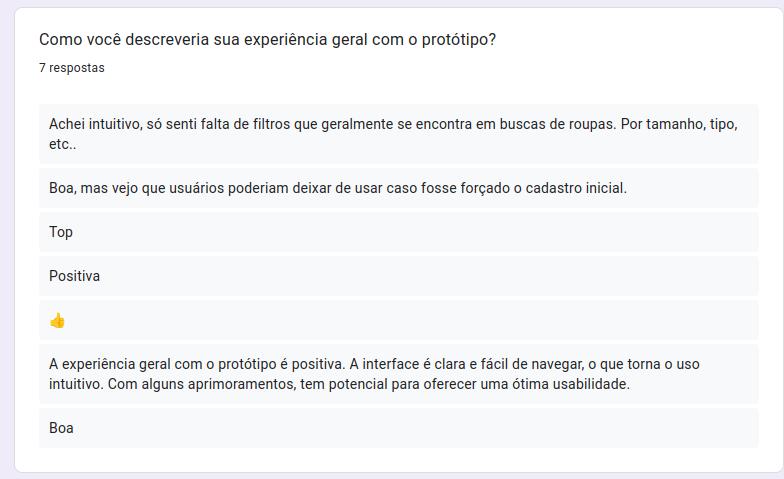 Como você descreveria sua experiência geral com o protótipo?
7 respostas
Achei intuitivo, só senti falta de filtros que geralmente se encontra em buscas de roupas. Por tamanho, tipo,
etc..
Boa, mas vejo que usuários poderiam deixar de usar caso fosse forçado o cadastro inicial.
Top
Positiva
👍
A experiência geral com o protótipo é positiva. A interface é clara e fácil de navegar, o que torna o uso
intuitivo. Com alguns aprimoramentos, tem potencial para oferecer uma ótima usabilidade.
Boa